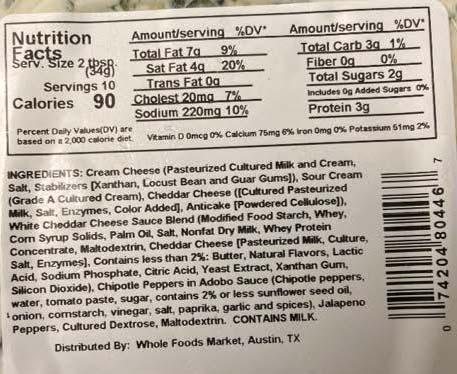 Nutrition Facts
Serv. Size 2 tbsp. (34g)
Servings 10
Calories 90
Percent Daily Values(DV) are
based on a 2,000 calorie diet.
Amount/serving %DV*
Total Fat 7g 9%
Sat Fat 4g 20%
Trans Fat 0g
Cholest 20mg 7%
Sodium 220mg 10%
Amount/serving %DV*
Total Carb 3g 1%
Fiber 0g 0%
Total Sugars 2g
Includes 0g Added Sugars 0%
Protein 3g
Vitamin D 0mcg 0% Calcium 75mg 6% Iron 0mg 0% Potassium 51mg 2%
INGREDIENTS: Cream Cheese (Pasteurized Cultured Milk and Cream,
Salt, Stabilizers [Xanthan, Locust Bean and Guar Gums]), Sour Cream
(Grade A Cultured Cream), Cheddar Cheese ([Cultured Pasteurized
Milk, Salt, Enzymes, Color Added], Anticake [Powdered Cellulose]),
White Cheddar Cheese Sauce Blend (Modified Food Starch, Whey,
Corn Syrup Solids, Palm Oil, Salt, Nonfat Dry Milk, Whey Protein
Concentrate, Maltodextrin, Cheddar Cheese [Pasteurized Milk, Culture,
Salt, Enzymes], Contains less than 2%: Butter, Natural Flavors, Lactic
Acid, Sodium Phosphate, Citric Acid, Yeast Extract, Xanthan Gum,
Silicon Dioxide), Chipotle Peppers in Adobo Sauce (Chipotle peppers,
water, tomato paste, sugar, contains 2% or less sunflower seed oil,
onion, cornstarch, vinegar, salt, paprika, garlic and spices), Jalapeno
Peppers, Cultured Dextrose, Maltodextrin. CONTAINS MILK.
Distributed By: Whole Foods Market, Austin, TX
0 74204 80446 7